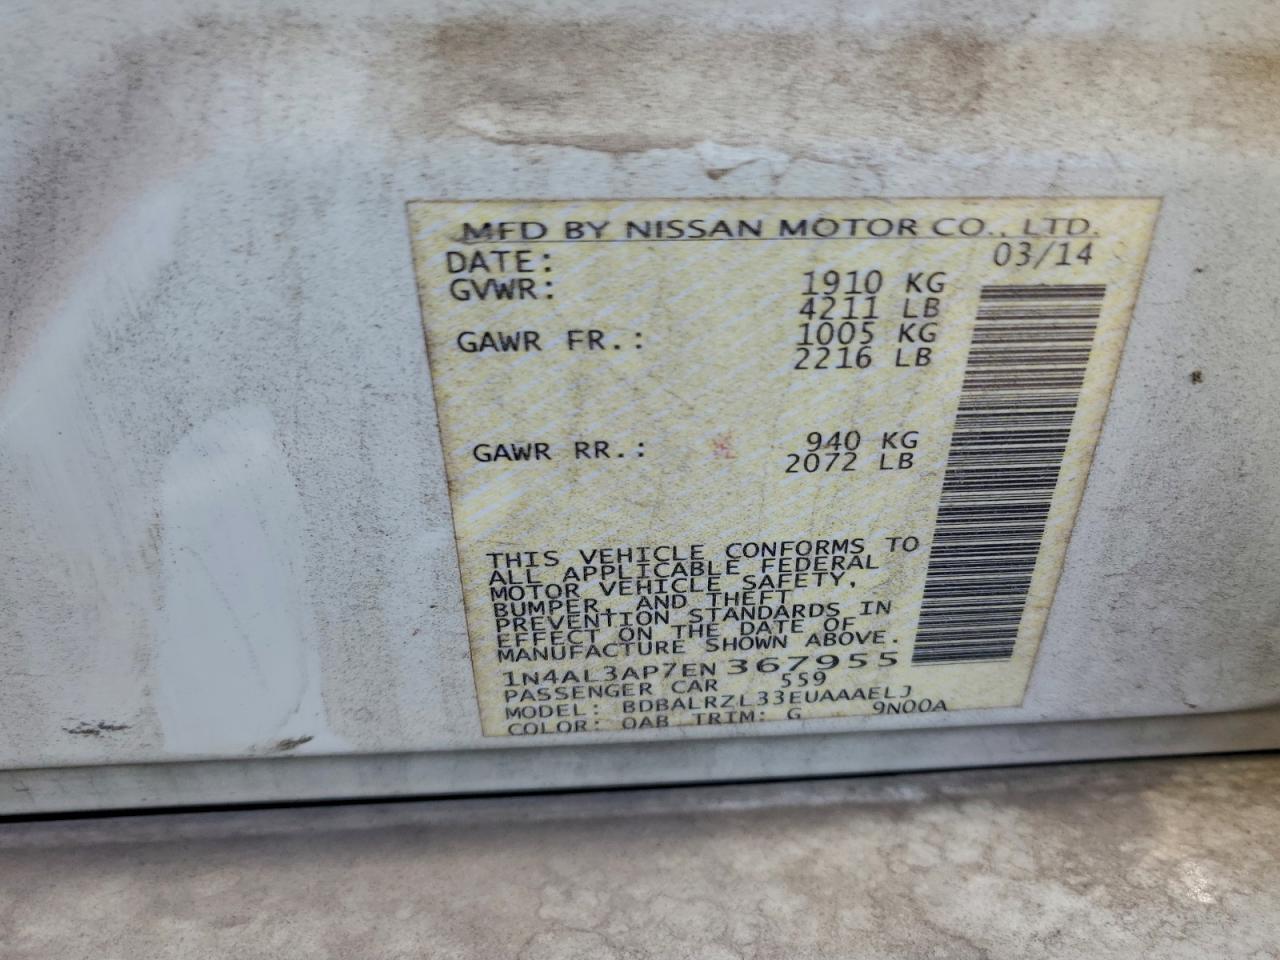 MFD BY NISSAN MOTOR CO., LTD.
DATE: 03/14
GVWR: 1910 KG
4211 LB
GAWR FR.: 1005 KG
2216 LB
GAWR RR.: 940 KG
2072 LB
THIS VEHICLE CONFORMS TO
ALL APPLICABLE FEDERAL
MOTOR VEHICLE SAFETY,
BUMPER, AND THEFT
PREVENTION STANDARDS IN
EFFECT ON THE DATE OF
MANUFACTURE SHOWN ABOVE.
1N4AL3AP7EN367955
PASSENGER CAR 559
MODEL: BDBALRZL33EUAAAELJ
COLOR: QAB TRIM: G 9N00A